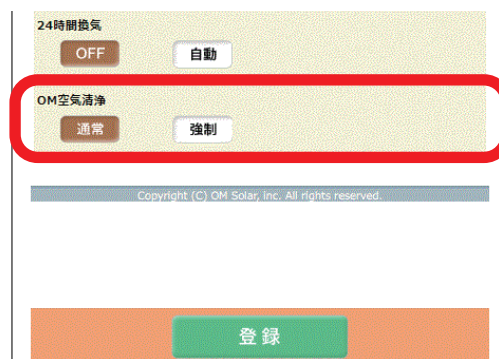 24時間換気
OFF 自動
OM空気清浄
通常 強制
Copyright (C) OM Solar, inc. All rights reserved.
登録